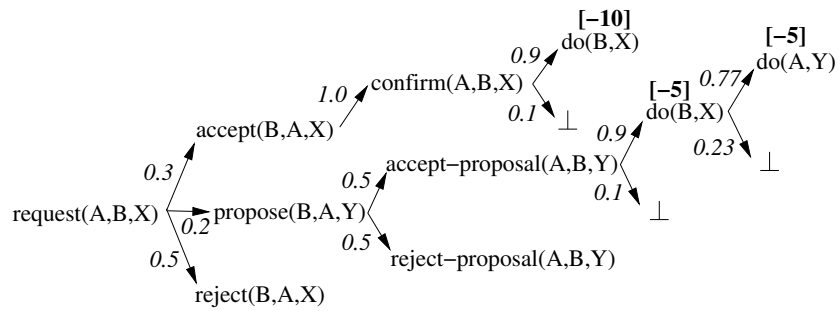 [−10]
do(B,X)
[−5]
do(A,Y)
0.9
confirm(A,B,X)
[−5]
0.77
do(B,X)
1.0
0.1
⊥
accept(B,A,X)
0.9
0.23
⊥
accept−proposal(A,B,Y)
0.3
0.5
0.1
⊥
request(A,B,X)
0.2
propose(B,A,Y)
0.5
0.5
reject−proposal(A,B,Y)
reject(B,A,X)